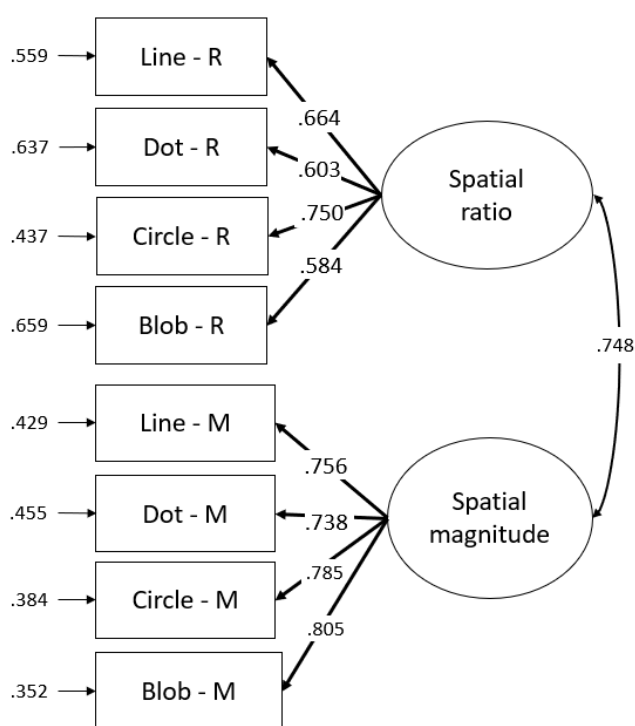 .559
Line - R
.664
.637
Dot - R
.603
Spatial
ratio
.437
Circle - R
.750
.659
Blob - R
.584
.748
.429
Line - M
.756
.455
Dot - M
.738
Spatial
magnitude
.384
Circle - M
.785
.352
Blob - M
.805